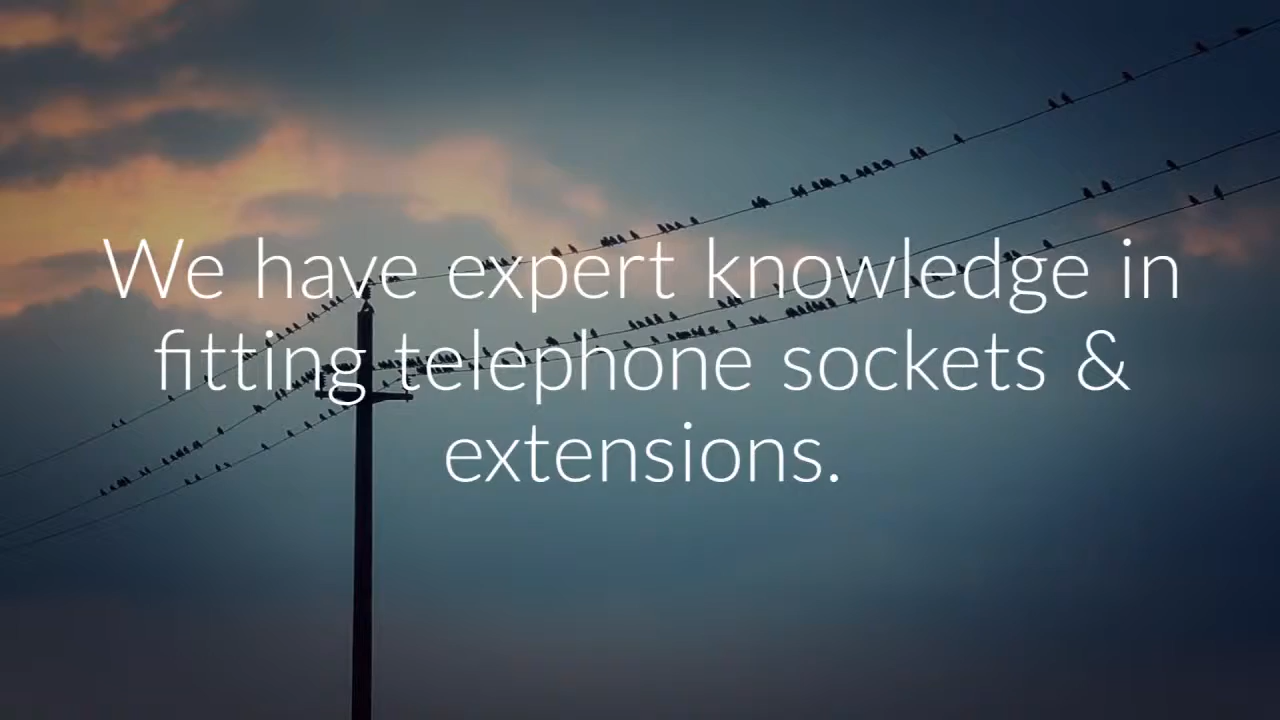 We have expert knowledge in
fitting telephone sockets &
extensions.